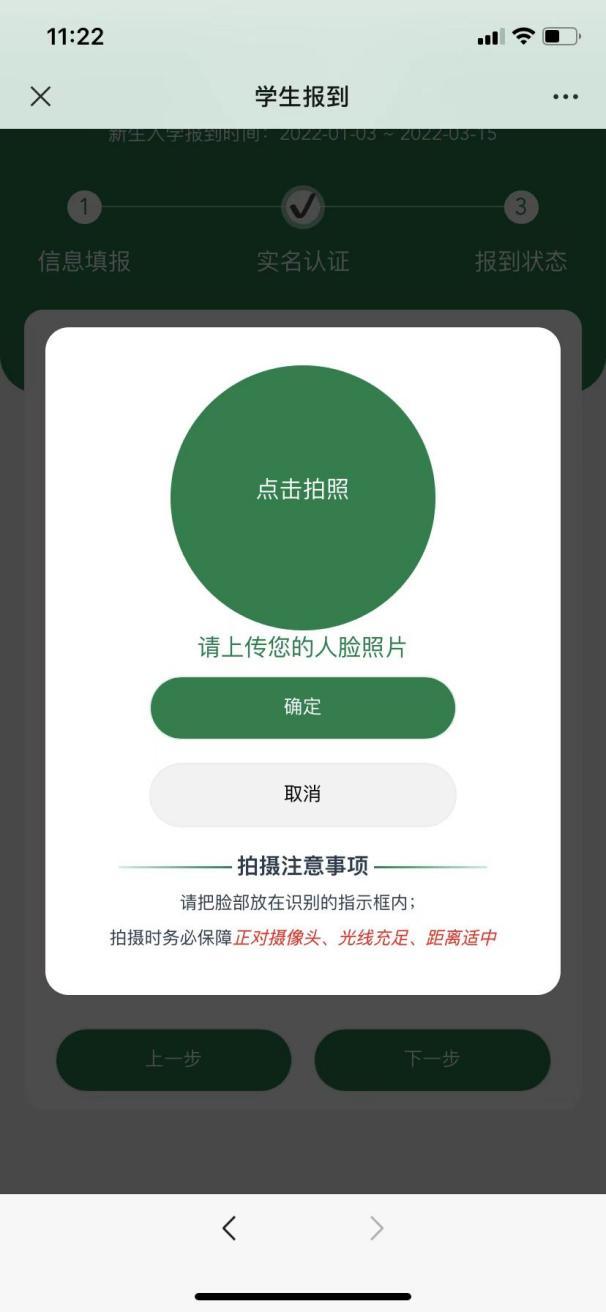 11:22
学生报到
新生入学报到时间：2022-01-03 ~ 2022-03-15
1
3
信息填报
实名认证
报到状态
点击拍照
请上传您的人脸照片
确定
取消
拍摄注意事项
请把脸部放在识别的指示框内；
拍摄时务必保障正对摄像头、光线充足、距离适中
上一步
下一步